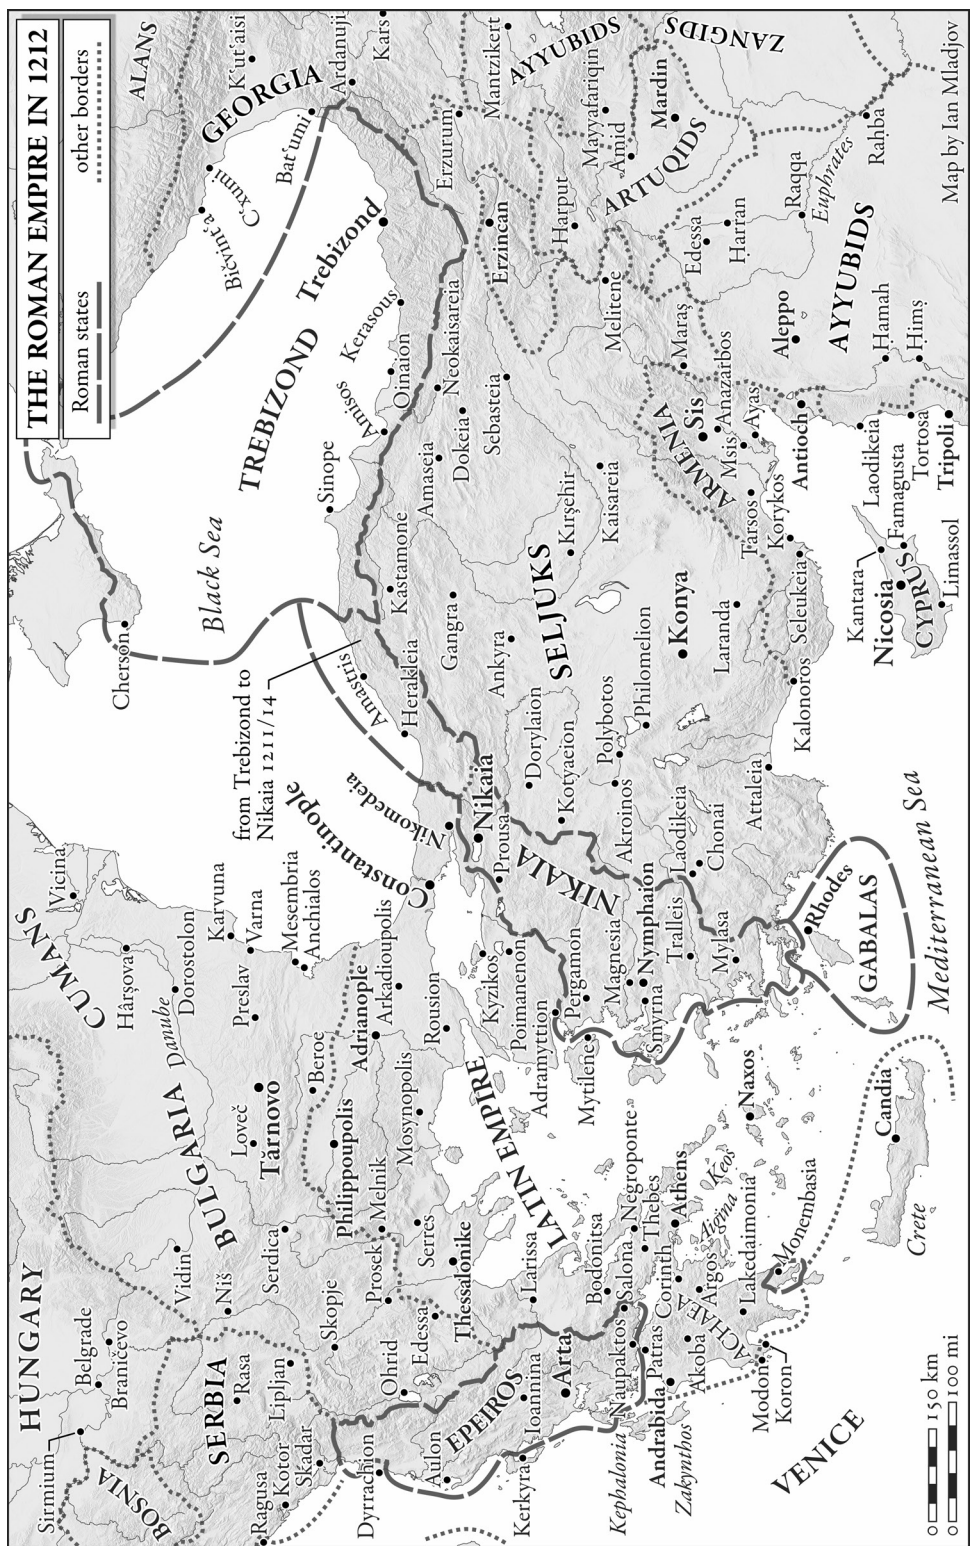 THE ROMAN EMPIRE IN 1212
Roman states
other borders
HUNGARY
CUMANS
ALANS
GEORGIA
Sirmium
Belgrade
Braničevo
BOSNIA
SERBIA
Rasa
Lipljan
Ragusa
Kotor
Skadar
Vidin
Niš
Serdica
Skopje
BULGARIA
Danube
Loveč
Tărnovo
Preslav
Hârşova
Dorostolon
Vicina
Karvuna
Varna
Mesembria
Anchialos
Beroe
Philippoupolis
Adrianople
Arkadioupolis
Melnik
Prosek
Mosynopolis
Rousion
Serres
Thessalonike
Edessa
Ohrid
Dyrrachion
Aulon
EPEIROS
Ioannina
Arta
Kerkyra
Larissa
LATIN EMPIRE
Bodonitsa
Salona
Negroponte
Naupaktos
Thebes
Athens
Kephalonia
Patras
Corinth
Aigina
Keos
Andrabida
Argos
Zakynthos
Akoba
ACHAEA
Lakedaimonia
Monembasia
Modon
Koron
VENICE
Naxos
Candia
Crete
Cherson
Black Sea
from Trebizond to
Nikaia 1211/14
Constantinople
Nikomedeia
Nikaia
Prousa
NIKAIA
Kyzikos
Poimanenon
Adramyttion
Pergamon
Mytilene
Magnesia
Nymphaion
Smyrna
Tralleis
Mylasa
Rhodes
GABALAS
Mediterranean Sea
Amastris
Herakleia
Kastamone
Gangra
Ankyra
Dorylaion
Kotyaeion
Polybotos
Akroinos
Philomelion
Laodikeia
Chonai
Attaleia
Kalonoros
SELJUKS
Konya
Laranda
Kırşehir
Kaisareia
Sinope
TREBIZOND
Amisos
Oinaion
Kerasous
Trebizond
Amaseia
Dokeia
Neokaisareia
Sebasteia
Bičvint'a
C'xumi
K'ut'aisi
Bat'umi
Ardanuji
Kars
Erzurum
Erzincan
Mantzikert
AYYUBIDS
ZANGIDS
Mayyafariqin
Amid
Mardin
Harput
ARTUQIDS
Melitene
Maraş
Edessa
Ḥarran
Raqqa
Euphrates
Raḥba
Aleppo
AYYUBIDS
Ḥamah
Ḥimṣ
ARMENIA
Sis
Anazarbos
Msis
Ayas
Tarsos
Korykos
Seleukeia
Antioch
Laodikeia
Tortosa
Tripoli
Kantara
Nicosia
Famagusta
CYPRUS
Limassol
0 150 km
0 100 mi
Map by Ian Mladjov